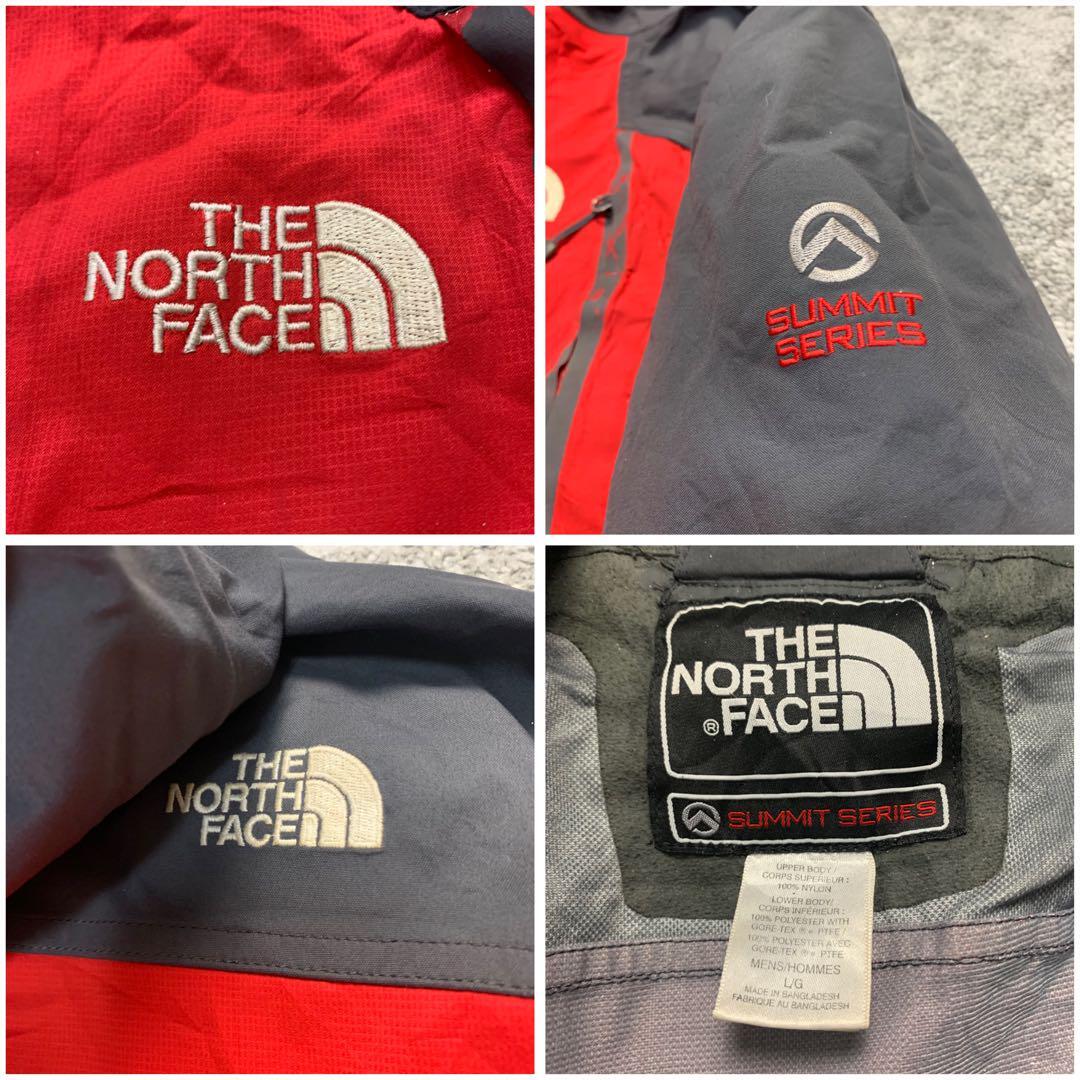 THE
NORTH
FACE
SUMMIT
SERIES
THE
NORTH
FACE
THE
NORTH
® FACE
SUMMIT SERIES
UPPER BODY /
CORPS SUPERIEUR :
100% NYLON
LOWER BODY/
CORPS INFÉRIEUR :
100% POLYESTER WITH
GORE-TEX ®= PTFE /
100% POLYESTER AVEC
GORE-TEX ®= PTFE
MENS/HOMMES
L/G
MADE IN BANGLADESH
FABRIQUE AU BANGLADESH